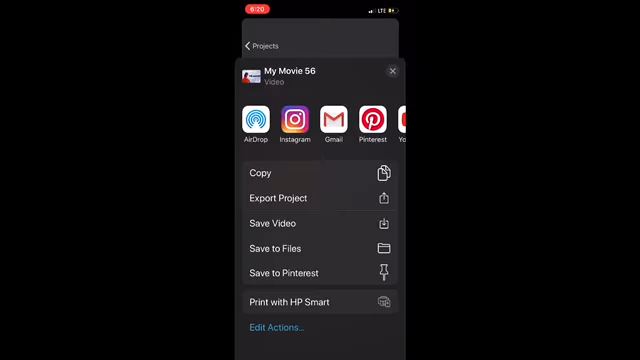 6:20
LTE
Projects
My Movie 56
Video
AirDrop
Instagram
Gmail
Pinterest
Yo
Copy
Export Project
Save Video
Save to Files
Save to Pinterest
Print with HP Smart
Edit Actions...